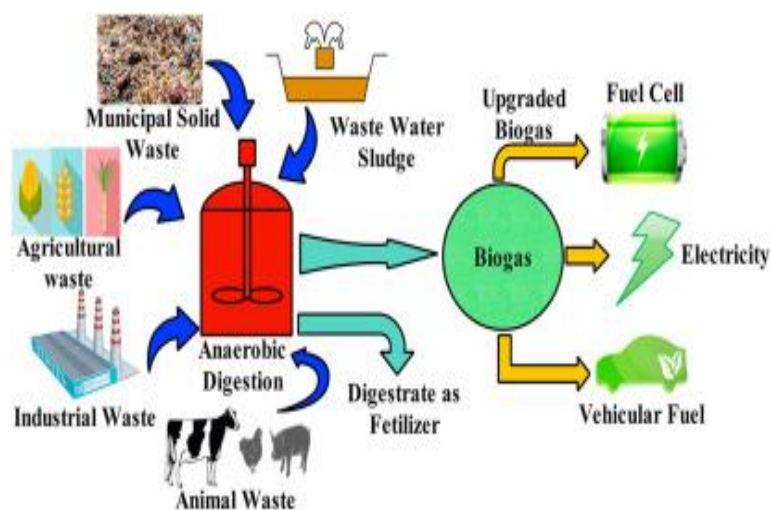 Municipal Solid
Waste
Waste Water
Sludge
Upgraded
Biogas
Fuel Cell
Agricultural
waste
Biogas
Electricity
Anaerobic
Digestion
Industrial Waste
Digestrate as
Fetilizer
Vehicular Fuel
Animal Waste